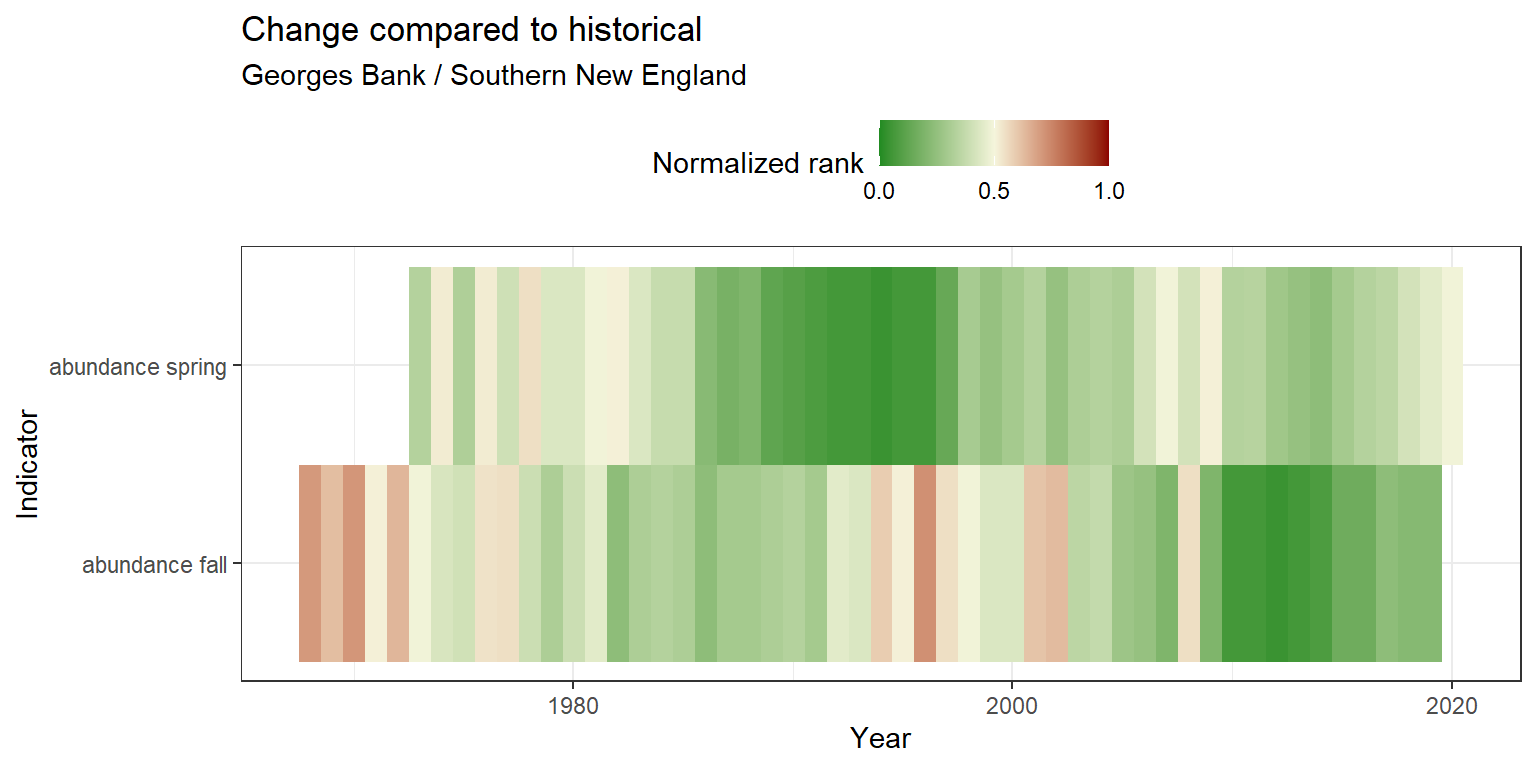 Change compared to historical
Georges Bank / Southern New England
Normalized rank
0.0 0.5 1.0
abundance spring
abundance fall
Indicator
1980 2000 2020
Year